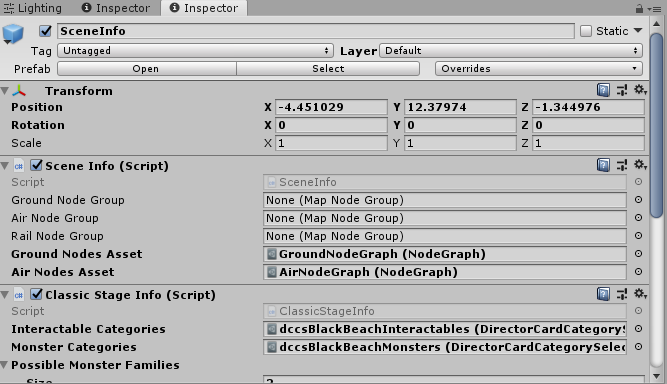 Lighting Inspector Inspector
SceneInfo Static
Tag Untagged Layer Default
Prefab Open Select Overrides
Transform
Position X -4.451029 Y 12.37974 Z -1.344976
Rotation X 0 Y 0 Z 0
Scale X 1 Y 1 Z 1
Scene Info (Script)
Script SceneInfo
Ground Node Group None (Map Node Group)
Air Node Group None (Map Node Group)
Rail Node Group None (Map Node Group)
Ground Nodes Asset GroundNodeGraph (NodeGraph)
Air Nodes Asset AirNodeGraph (NodeGraph)
Classic Stage Info (Script)
Script ClassicStageInfo
Interactable Categories dccsBlackBeachInteractables (DirectorCardCategoryS
Monster Categories dccsBlackBeachMonsters (DirectorCardCategorySelec
Possible Monster Families
Size